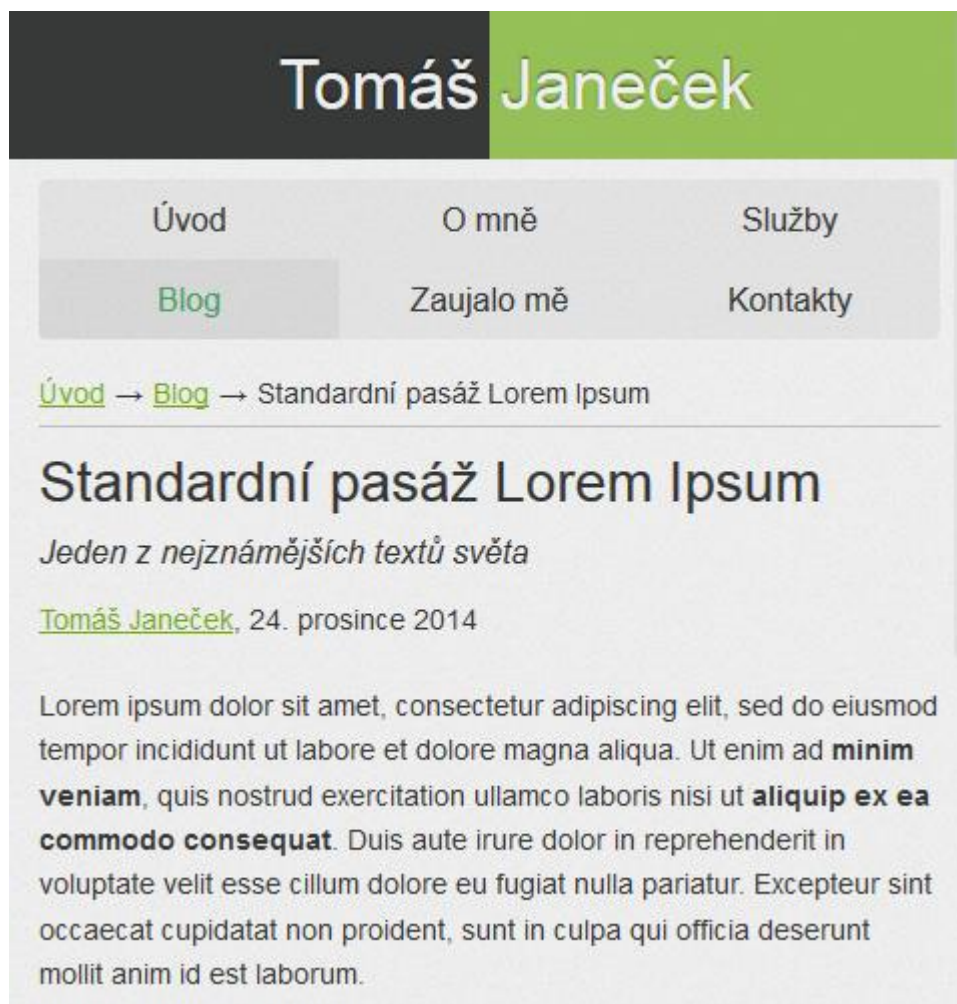 Tomáš Janeček
Úvod O mně Služby
Blog Zaujalo mě Kontakty
Úvod → Blog → Standardní pasáž Lorem Ipsum
Standardní pasáž Lorem Ipsum
Jeden z nejznámějších textů světa
Tomáš Janeček, 24. prosince 2014
Lorem ipsum dolor sit amet, consectetur adipiscing elit, sed do eiusmod
tempor incididunt ut labore et dolore magna aliqua. Ut enim ad minim
veniam, quis nostrud exercitation ullamco laboris nisi ut aliquip ex ea
commodo consequat. Duis aute irure dolor in reprehenderit in
voluptate velit esse cillum dolore eu fugiat nulla pariatur. Excepteur sint
occaecat cupidatat non proident, sunt in culpa qui officia deserunt
mollit anim id est laborum.